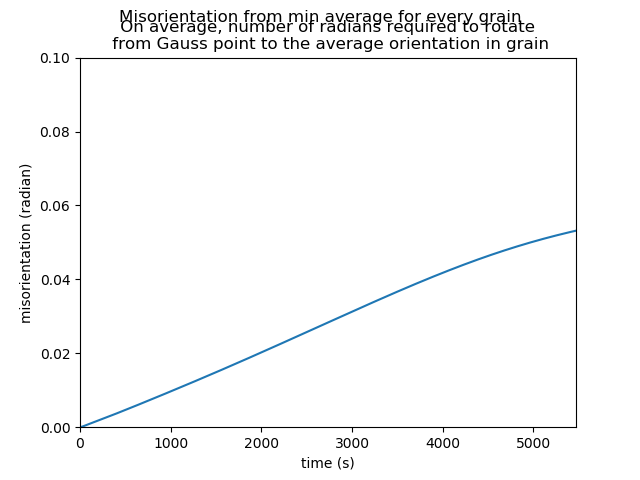 Misorientation from min average for every grain
On average, number of radians required to rotate
from Gauss point to the average orientation in grain
0.10
0.08
0.06
0.04
0.02
0.00
misorientation (radian)
0 1000 2000 3000 4000 5000
time (s)